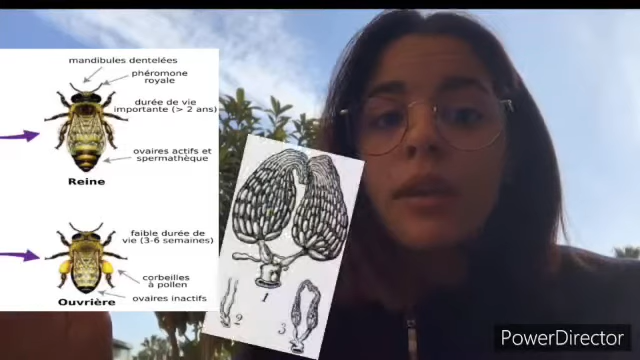 mandibules dentelées
phéromone
royale
durée de vie
importante (> 2 ans)
ovaires actifs et
spermathèque
Reine
faible durée de
vie (3-6 semaines)
corbeilles
à pollen
ovaires inactifs
Ouvrière
1
2
3
PowerDirector